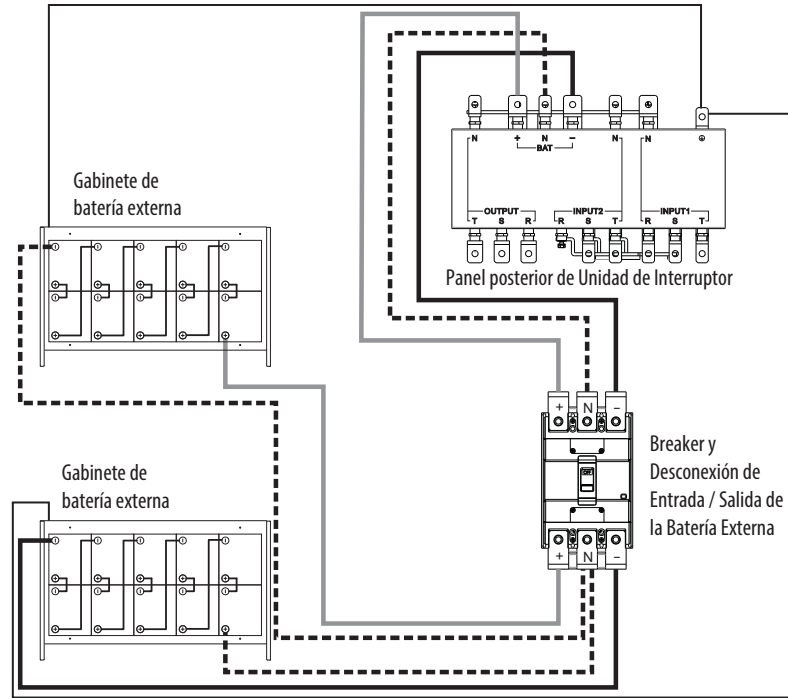 N + N − N N ⏚
BAT
OUTPUT INPUT2 INPUT1
T S R R S T R S T
Panel posterior de Unidad de Interruptor
Gabinete de
batería externa
+ N −
OFF
Breaker y
Desconexión de
Entrada / Salida de
la Batería Externa
+ N −
Gabinete de
batería externa